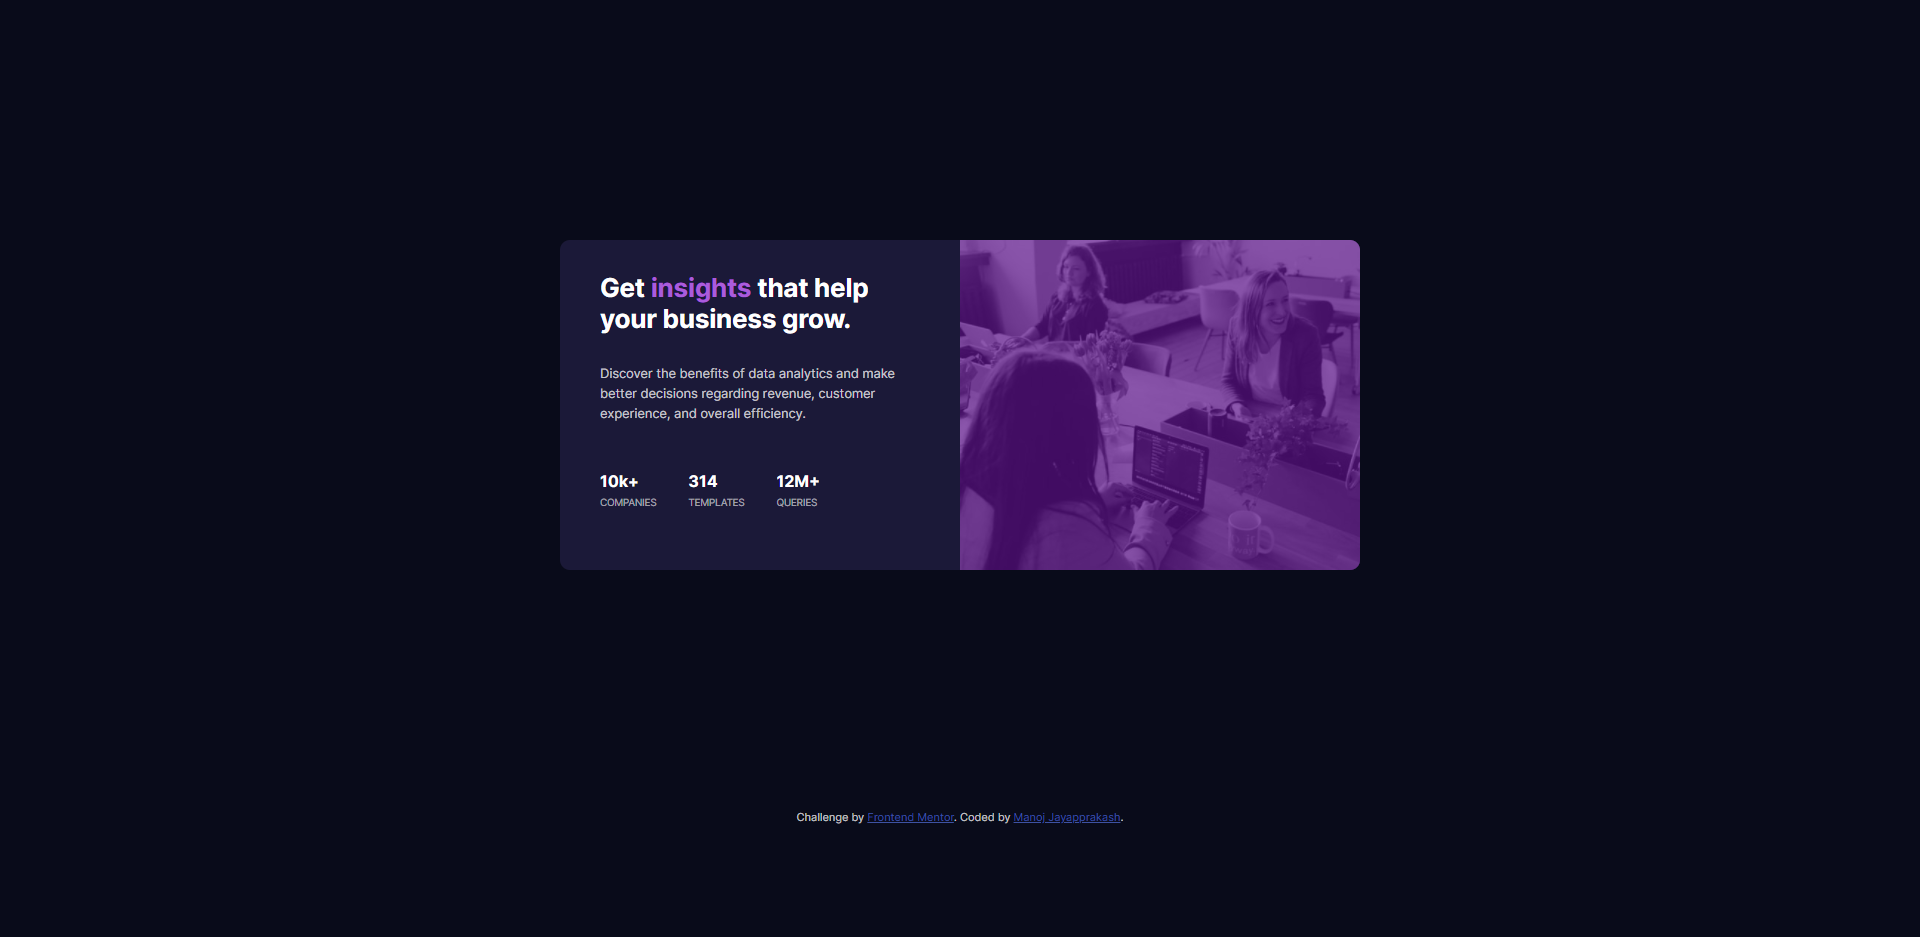 Get insights that help
your business grow.
Discover the benefits of data analytics and make
better decisions regarding revenue, customer
experience, and overall efficiency.
10k+ 314 12M+
COMPANIES TEMPLATES QUERIES
Challenge by Frontend Mentor. Coded by Manoj Jayapprakash.